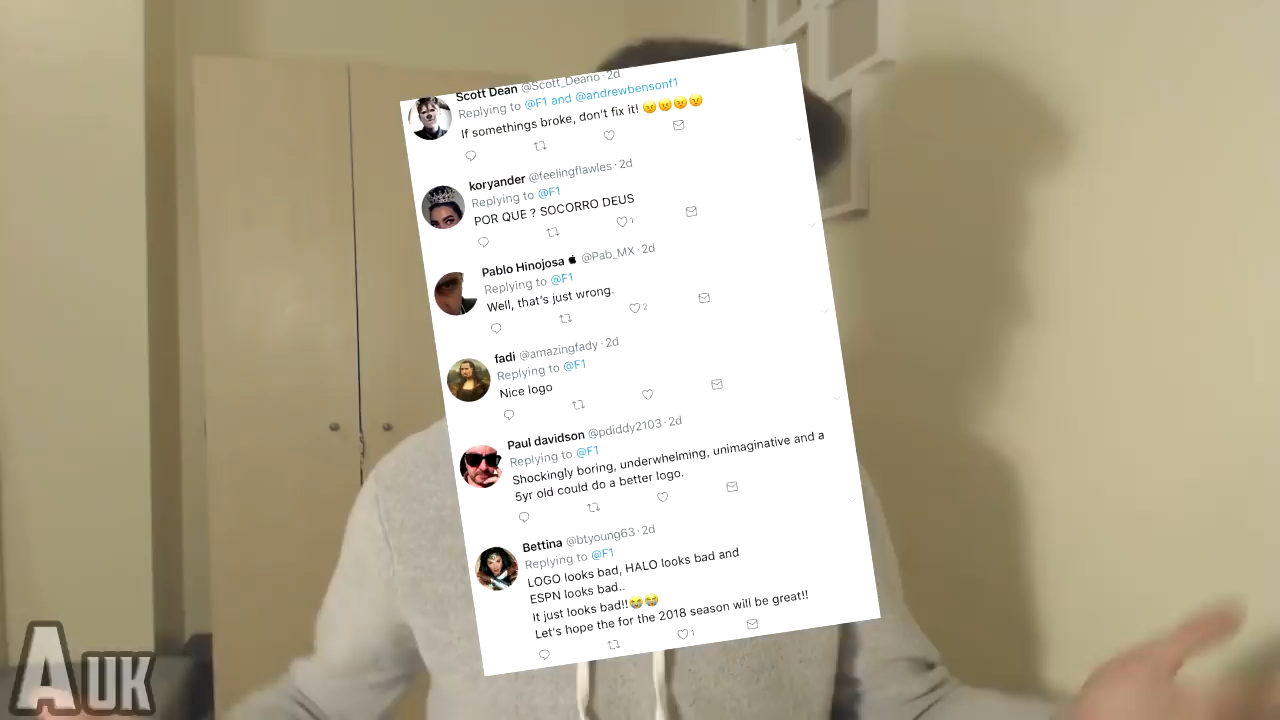 Scott Dean @Scott_Deano · 2d
Replying to @F1 and @andrewbensonf1
If somethings broke, don't fix it! 😠😠😠😠
koryander @feelingflawles · 2d
Replying to @F1
POR QUE ? SOCORRO DEUS
1
Pablo Hinojosa @Pab_MX · 2d
Replying to @F1
Well, that's just wrong.
2
fadi @amazingfady · 2d
Replying to @F1
Nice logo
Paul davidson @pdiddy2103 · 2d
Replying to @F1
Shockingly boring, underwhelming, unimaginative and a
5yr old could do a better logo.
Bettina @btyoung63 · 2d
Replying to @F1
LOGO looks bad, HALO looks bad and
ESPN looks bad..
It just looks bad!!😭😭
Let's hope the for the 2018 season will be great!!
1
A UK